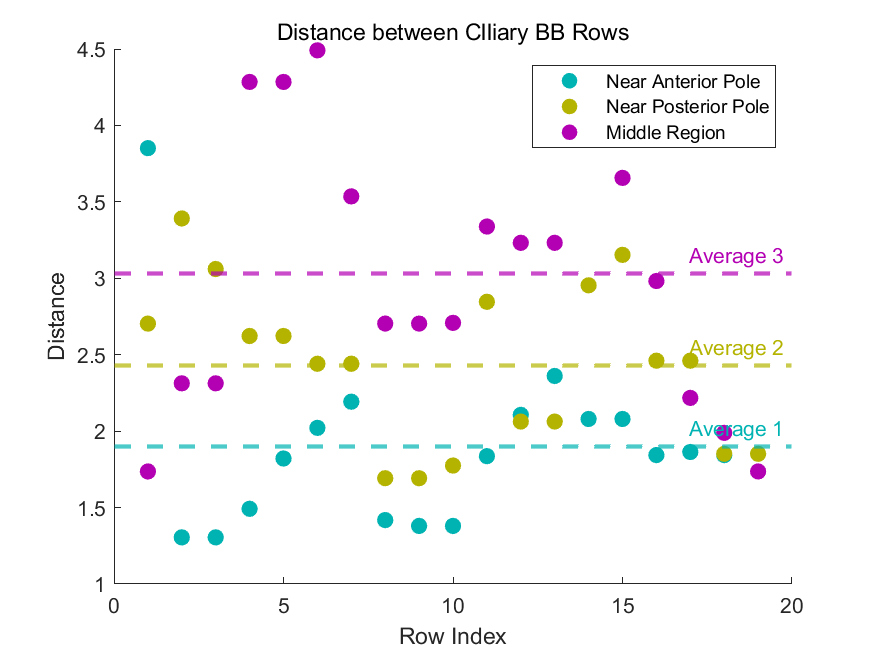 Distance between CIliary BB Rows
4.5
4
3.5
3
2.5
2
1.5
1
Distance
Near Anterior Pole
Near Posterior Pole
Middle Region
Average 3
Average 2
Average 1
0
5
10
15
20
Row Index